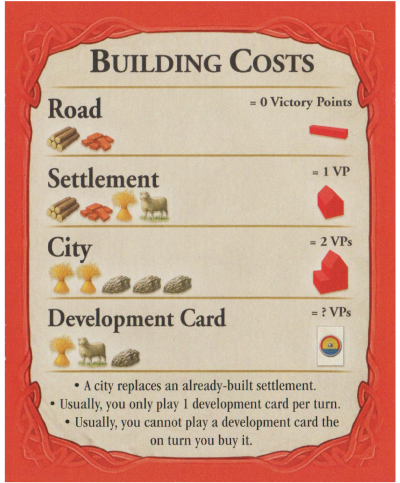 BUILDING COSTS
Road
= 0 Victory Points
Settlement
= 1 VP
City
= 2 VPs
Development Card
= ? VPs
• A city replaces an already-built settlement.
• Usually, you only play 1 development card per turn.
• Usually, you cannot play a development card the
on turn you buy it.